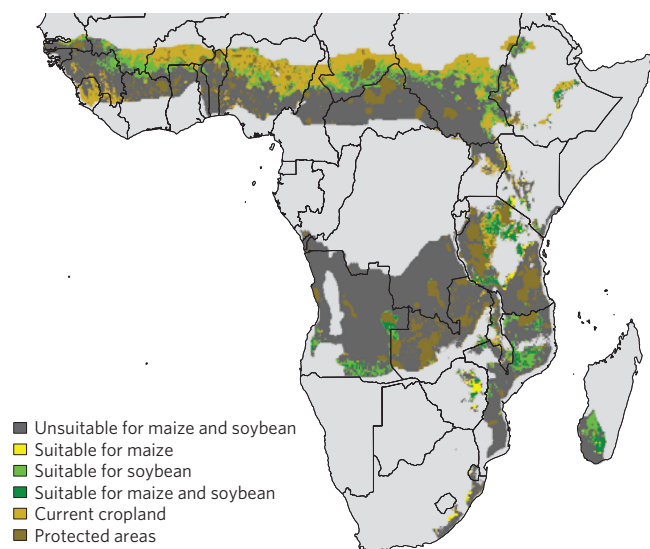 Unsuitable for maize and soybean
Suitable for maize
Suitable for soybean
Suitable for maize and soybean
Current cropland
Protected areas